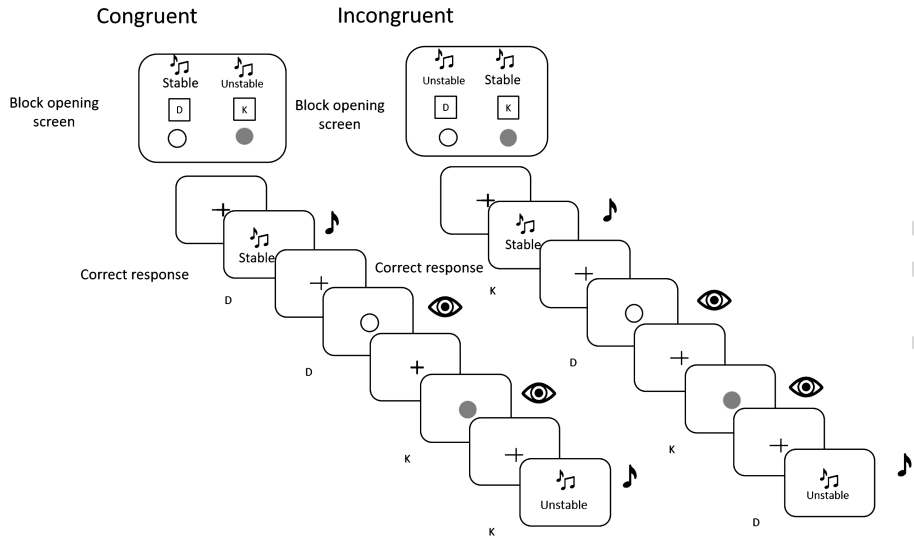 Congruent
Incongruent
Block opening
screen
Stable
Unstable
D
K
Block opening
screen
Unstable
Stable
D
K
Stable
Correct response
D
D
K
Unstable
K
Stable
Correct response
K
D
K
Unstable
D